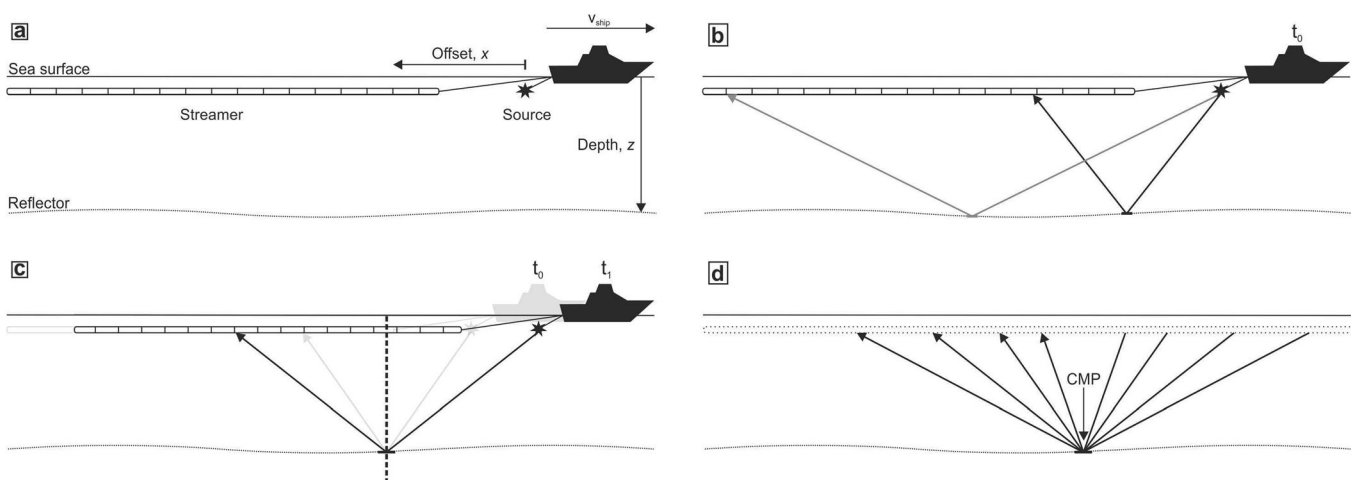 a
v_ship
Offset, x
Sea surface
Streamer
Source
Depth, z
Reflector
b
t_0
c
t_0
t_1
d
CMP